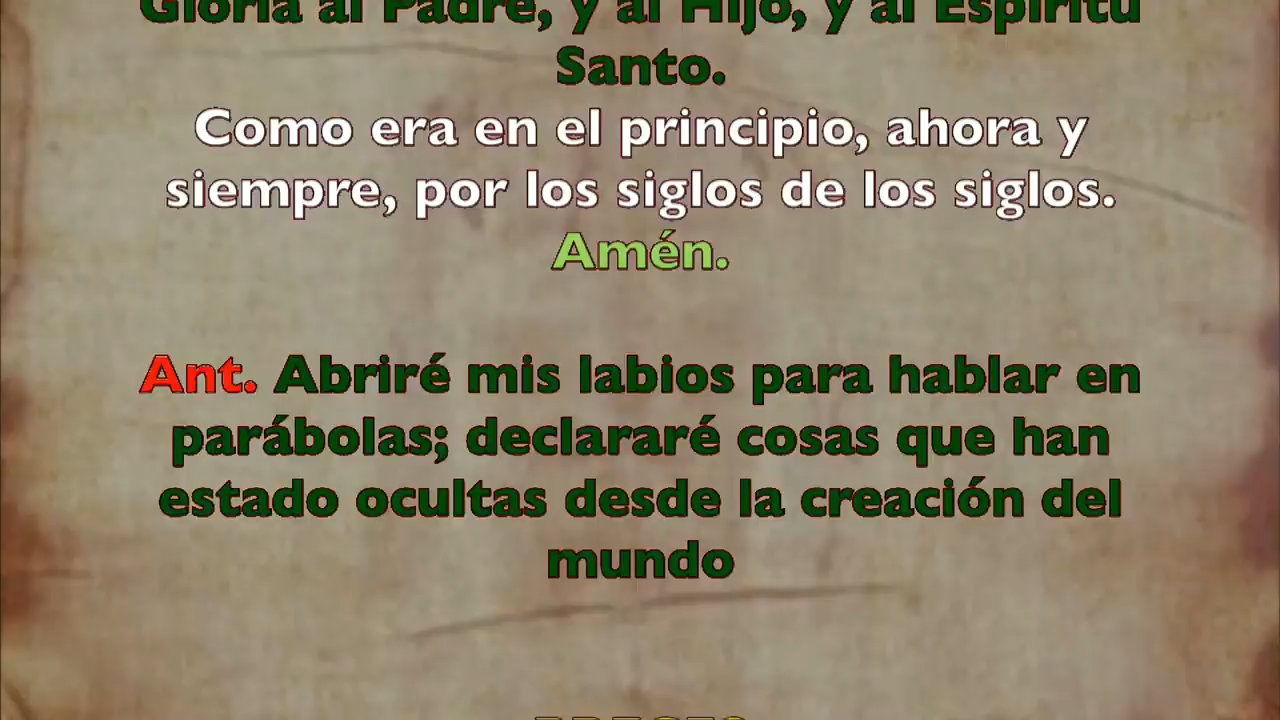 Gloria al Padre, y al Hijo, y al Espíritu
Santo.
Como era en el principio, ahora y
siempre, por los siglos de los siglos.
Amén.
Ant. Abriré mis labios para hablar en
parábolas; declararé cosas que han
estado ocultas desde la creación del
mundo